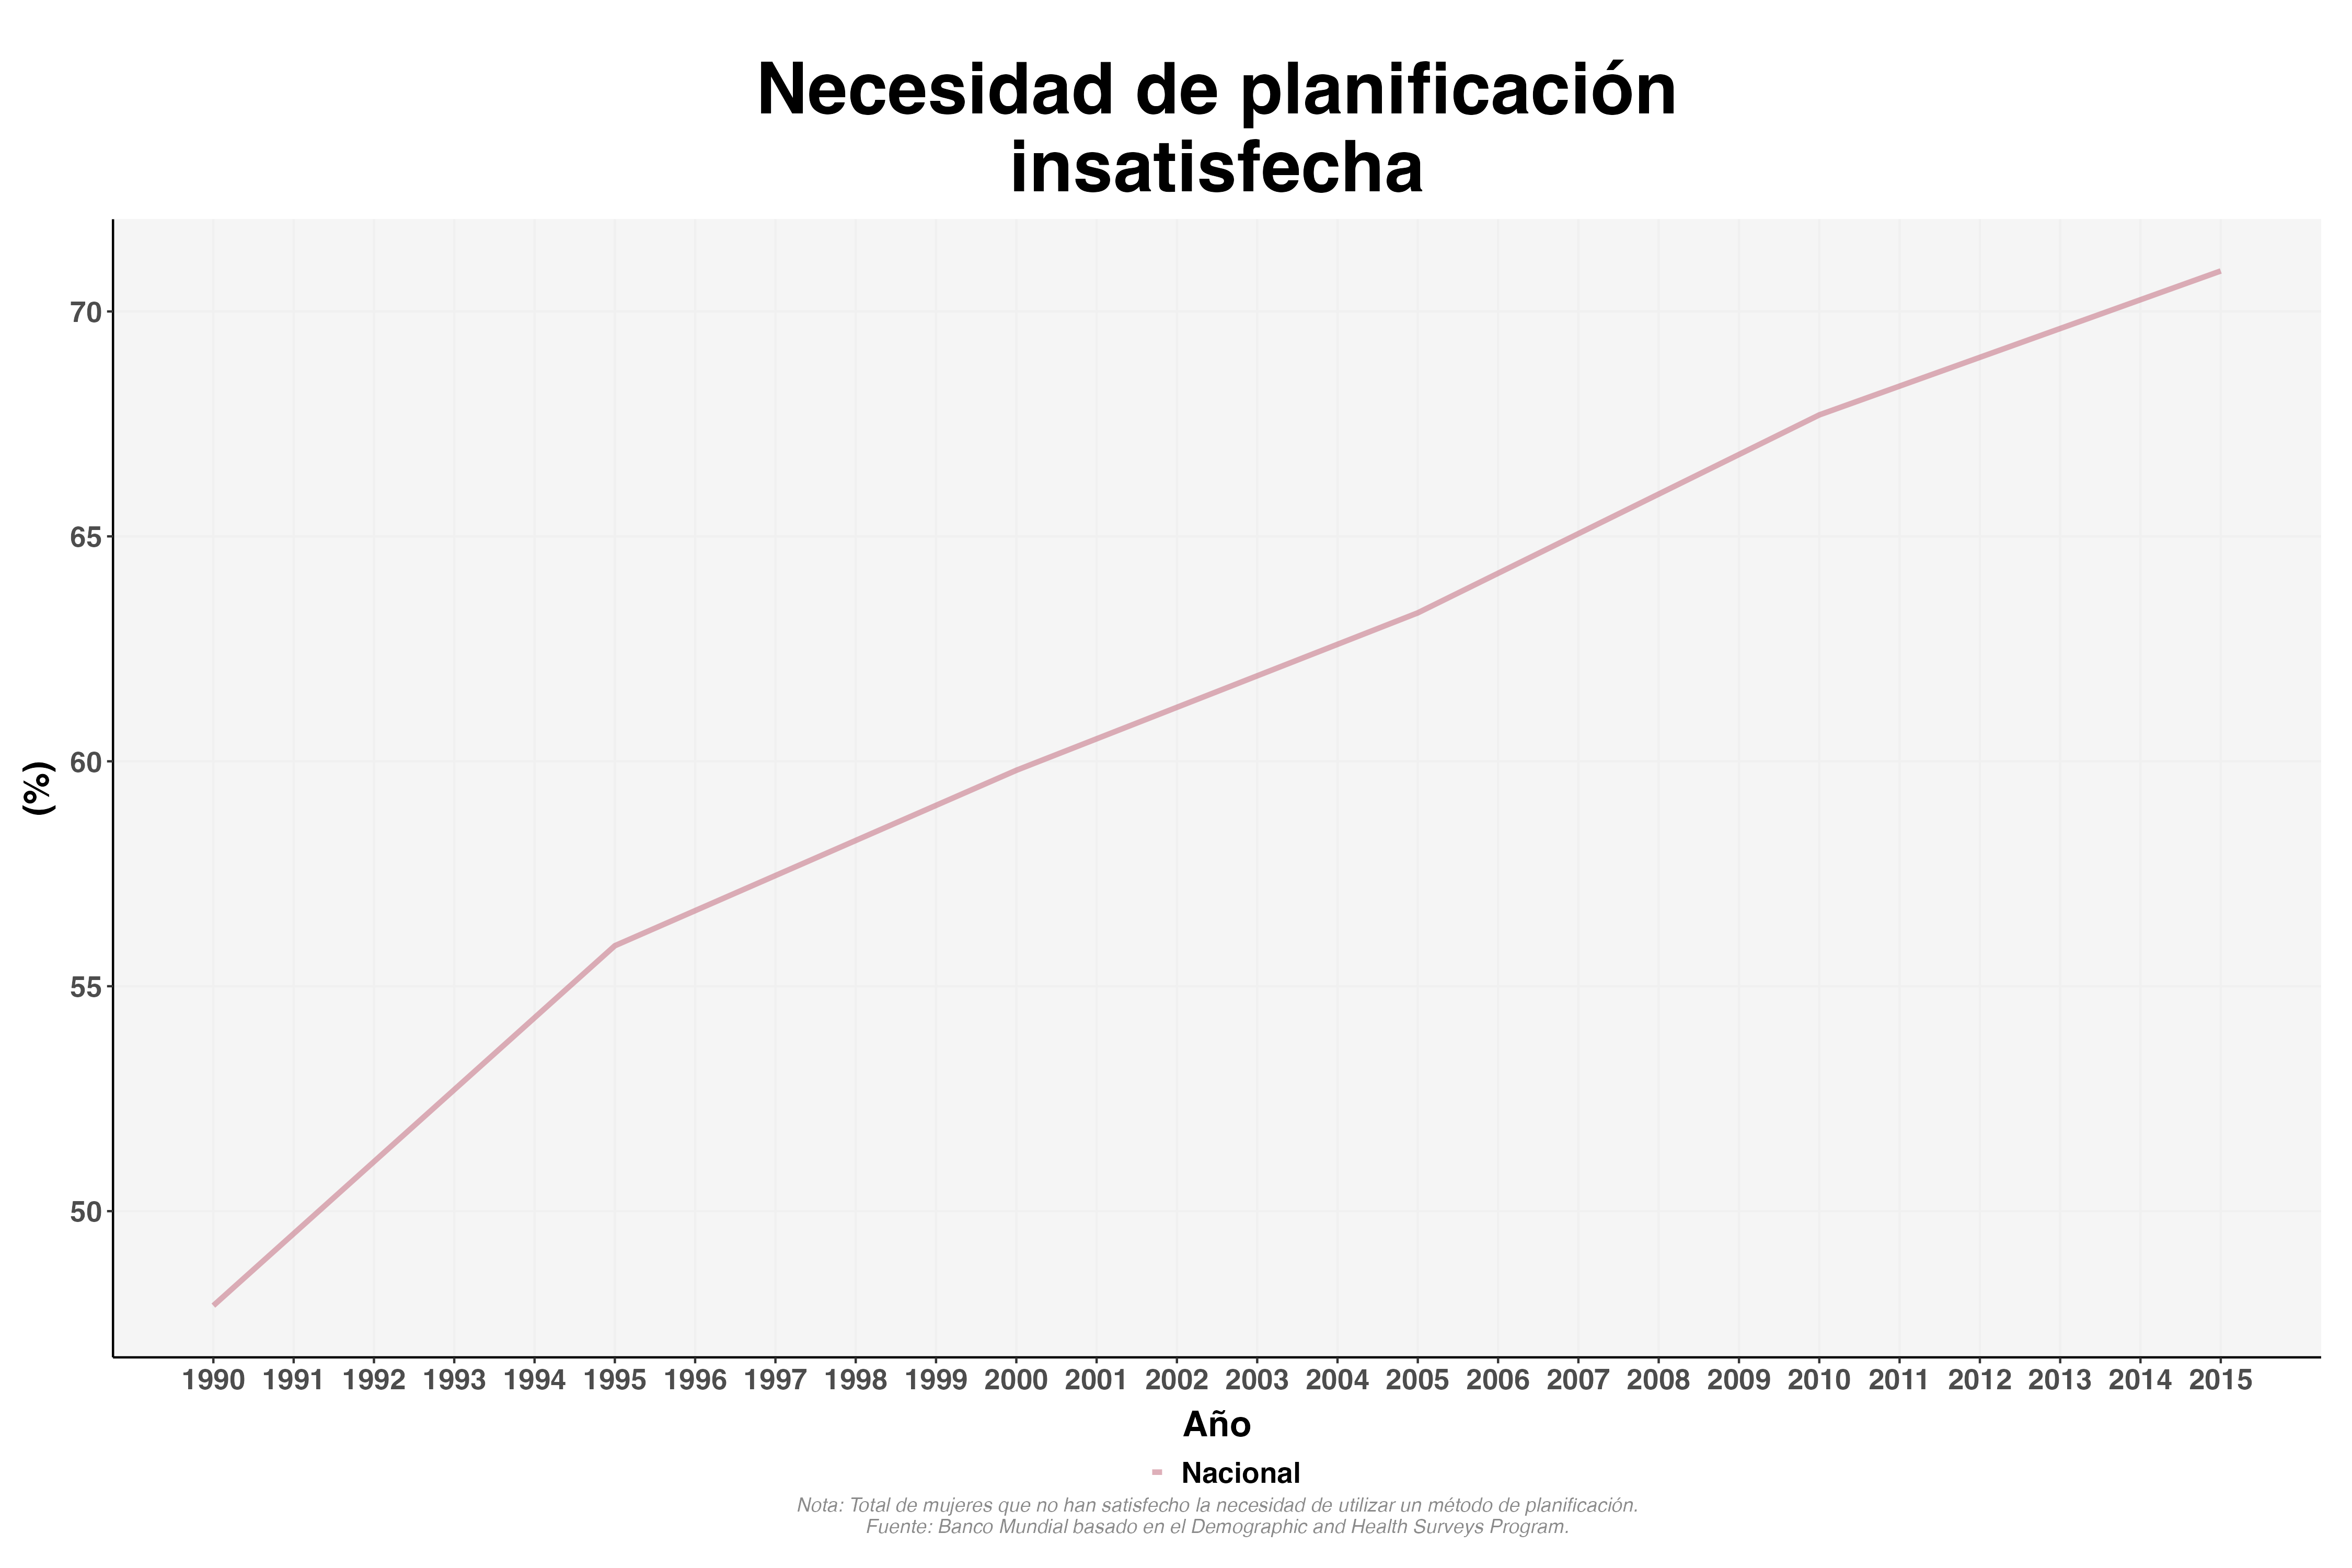 Necesidad de planificación
insatisfecha
(%)
70
65
60
55
50
1990 1991 1992 1993 1994 1995 1996 1997 1998 1999 2000 2001 2002 2003 2004 2005 2006 2007 2008 2009 2010 2011 2012 2013 2014 2015
Año
Nacional
Nota: Total de mujeres que no han satisfecho la necesidad de utilizar un método de planificación.
Fuente: Banco Mundial basado en el Demographic and Health Surveys Program.